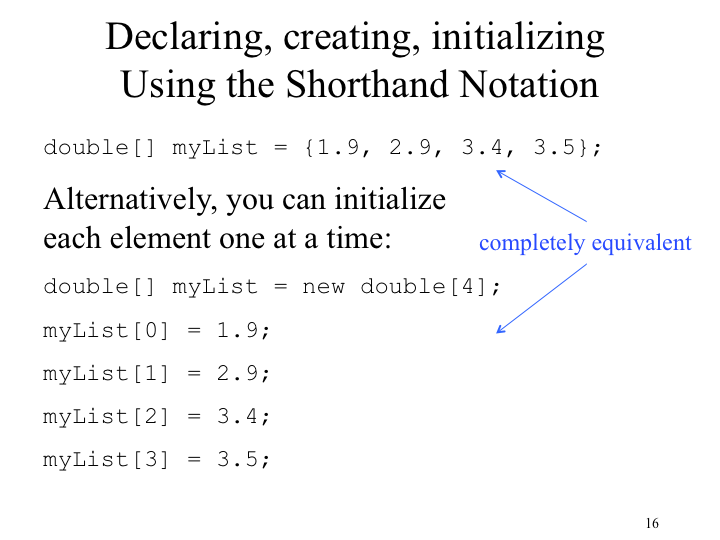 Declaring, creating, initializing
Using the Shorthand Notation
double[] myList = {1.9, 2.9, 3.4, 3.5};
Alternatively, you can initialize
each element one at a time:
completely equivalent
double[] myList = new double[4];
myList[0] = 1.9;
myList[1] = 2.9;
myList[2] = 3.4;
myList[3] = 3.5;
16